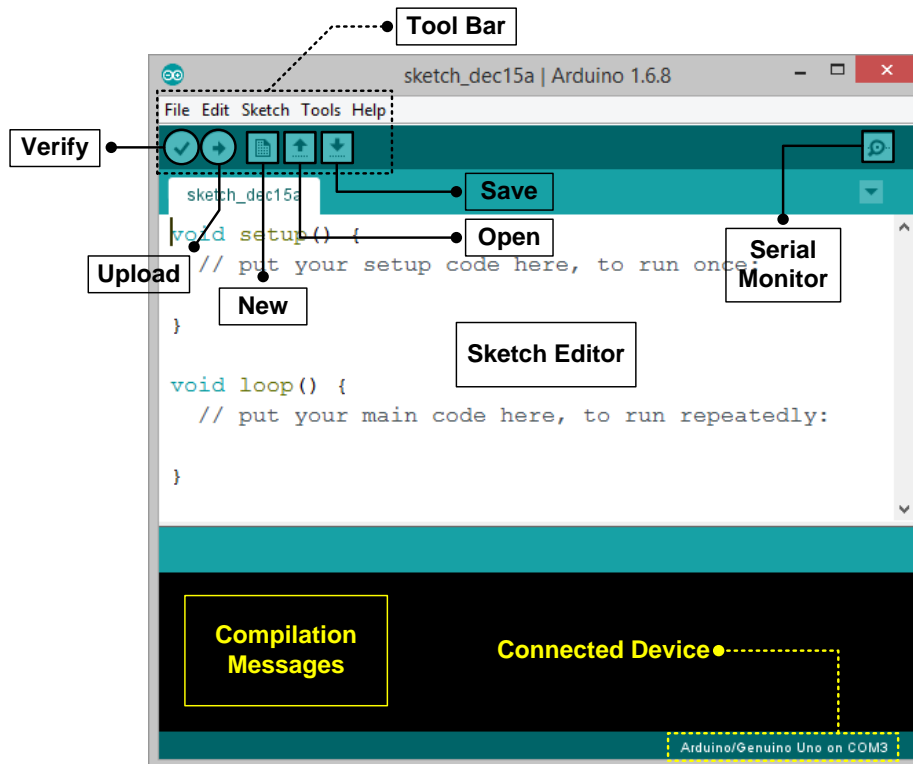 Tool Bar
sketch_dec15a | Arduino 1.6.8
File Edit Sketch Tools Help
Verify
sketch_dec15a
Save
void setup() {
Open
// put your setup code here, to run once:
Upload
New
Serial
Monitor
}
Sketch Editor
void loop() {
// put your main code here, to run repeatedly:
}
Compilation
Messages
Connected Device
Arduino/Genuino Uno on COM3